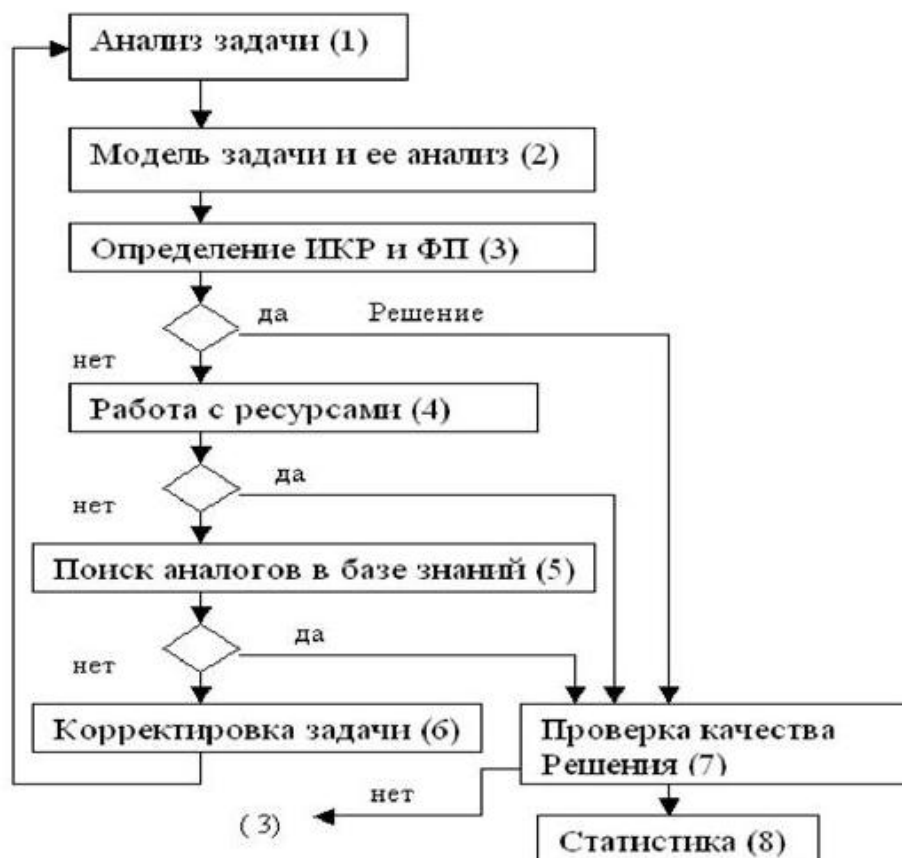 Анализ задачи (1)
Модель задачи и ее анализ (2)
Определение ИКР и ФП (3)
да Решение
нет
Работа с ресурсами (4)
да
нет
Поиск аналогов в базе знаний (5)
да
нет
Корректировка задачи (6)
Проверка качества
Решения (7)
нет
( 3)
Статистика (8)